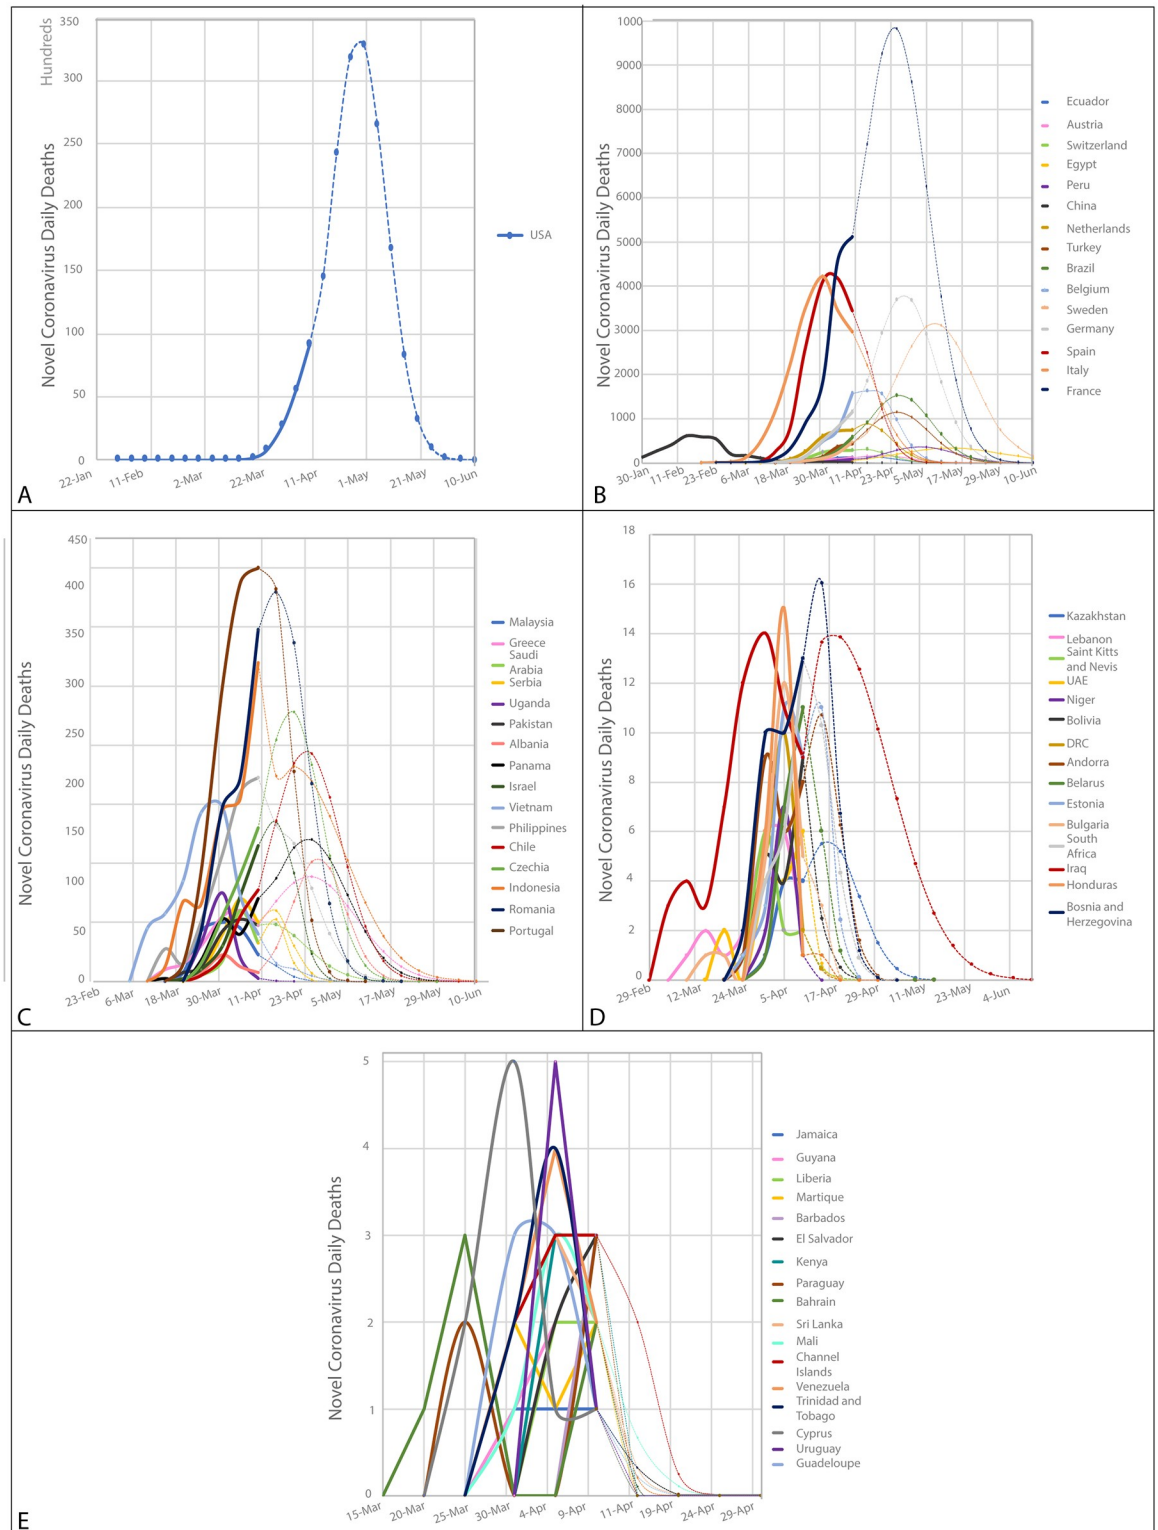 Hundreds
Novel Coronavirus Daily Deaths
350
300
250
200
150
100
50
0
22-Jan
11-Feb
2-Mar
22-Mar
11-Apr
1-May
21-May
10-Jun
USA
A
Novel Coronavirus Daily Deaths
1000
9000
8000
7000
6000
5000
4000
3000
2000
1000
0
30-Jan
11-Feb
23-Feb
6-Mar
18-Mar
30-Mar
11-Apr
23-Apr
5-May
17-May
29-May
10-Jun
Ecuador
Austria
Switzerland
Egypt
Peru
China
Netherlands
Turkey
Brazil
Belgium
Sweden
Germany
Spain
Italy
France
B
Novel Coronavirus Daily Deaths
450
400
350
300
250
200
150
100
50
0
23-Feb
6-Mar
18-Mar
30-Mar
11-Apr
23-Apr
5-May
17-May
29-May
10-Jun
Malaysia
Greece
Saudi
Arabia
Serbia
Uganda
Pakistan
Albania
Panama
Israel
Vietnam
Philippines
Chile
Czechia
Indonesia
Romania
Portugal
C
Novel Coronavirus Daily Deaths
18
16
14
12
10
8
6
4
2
0
29-Feb
12-Mar
24-Mar
5-Apr
17-Apr
29-Apr
11-May
23-May
4-Jun
Kazakhstan
Lebanon
Saint Kitts
and Nevis
UAE
Niger
Bolivia
DRC
Andorra
Belarus
Estonia
Bulgaria
South
Africa
Iraq
Honduras
Bosnia and
Herzegovina
D
Novel Coronavirus Daily Deaths
5
4
3
2
1
0
15-Mar
20-Mar
25-Mar
30-Mar
4-Apr
9-Apr
11-Apr
19-Apr
24-Apr
29-Apr
Jamaica
Guyana
Liberia
Martique
Barbados
El Salvador
Kenya
Paraguay
Bahrain
Sri Lanka
Mali
Channel
Islands
Venezuela
Trinidad and
Tobago
Cyprus
Uruguay
Guadeloupe
E